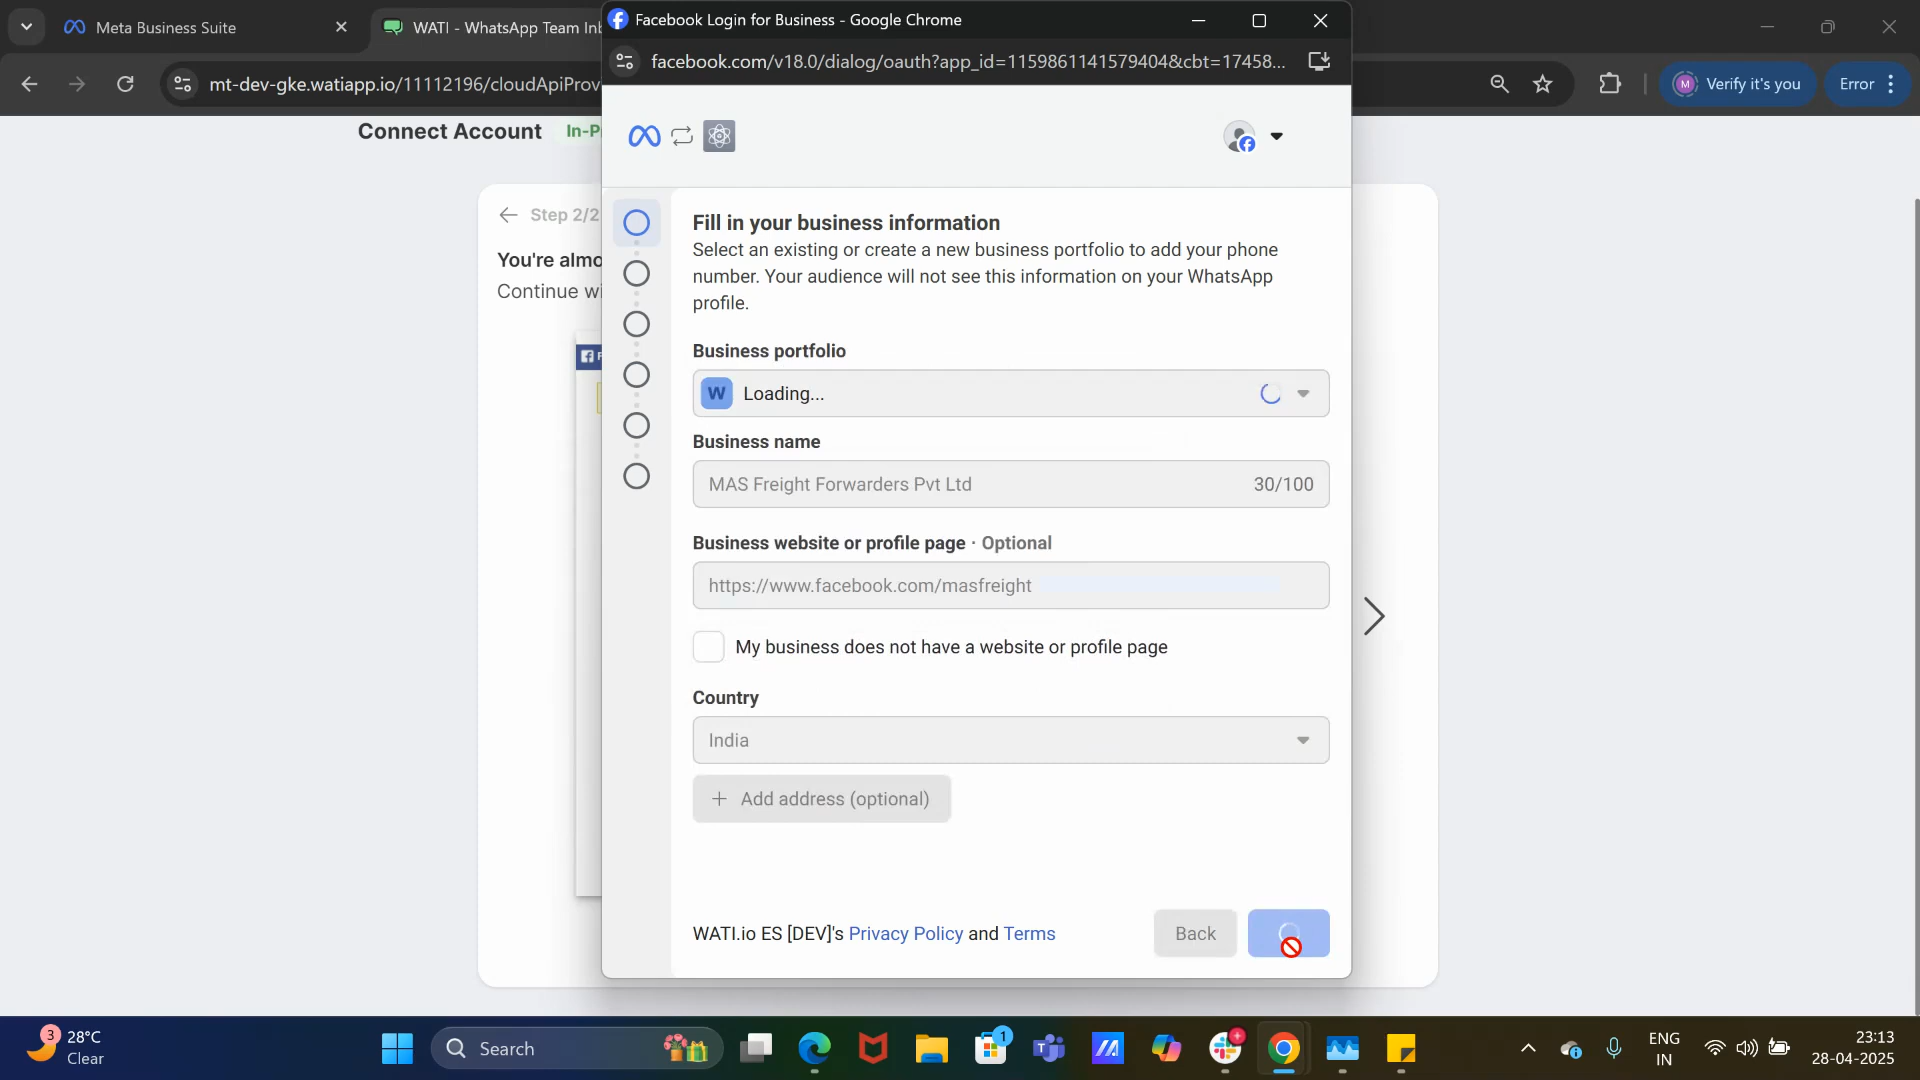 Meta Business Suite
WATI - WhatsApp Team Inb
Facebook Login for Business - Google Chrome
facebook.com/v18.0/dialog/oauth?app_id=1159861141579404&cbt=17458...
mt-dev-gke.watiapp.io/11112196/cloudApiProv
M
Verify it's you
Error
Connect Account
In-P
Step 2/2
You're almo
Continue wi
F
Fill in your business information
Select an existing or create a new business portfolio to add your phone
number. Your audience will not see this information on your WhatsApp
profile.
Business portfolio
W Loading...
Business name
MAS Freight Forwarders Pvt Ltd 30/100
Business website or profile page · Optional
https://www.facebook.com/masfreight
My business does not have a website or profile page
Country
India
+ Add address (optional)
WATI.io ES [DEV]'s Privacy Policy and Terms
Back
3
28°C
Clear
Search
1
ENG
IN
23:13
28-04-2025